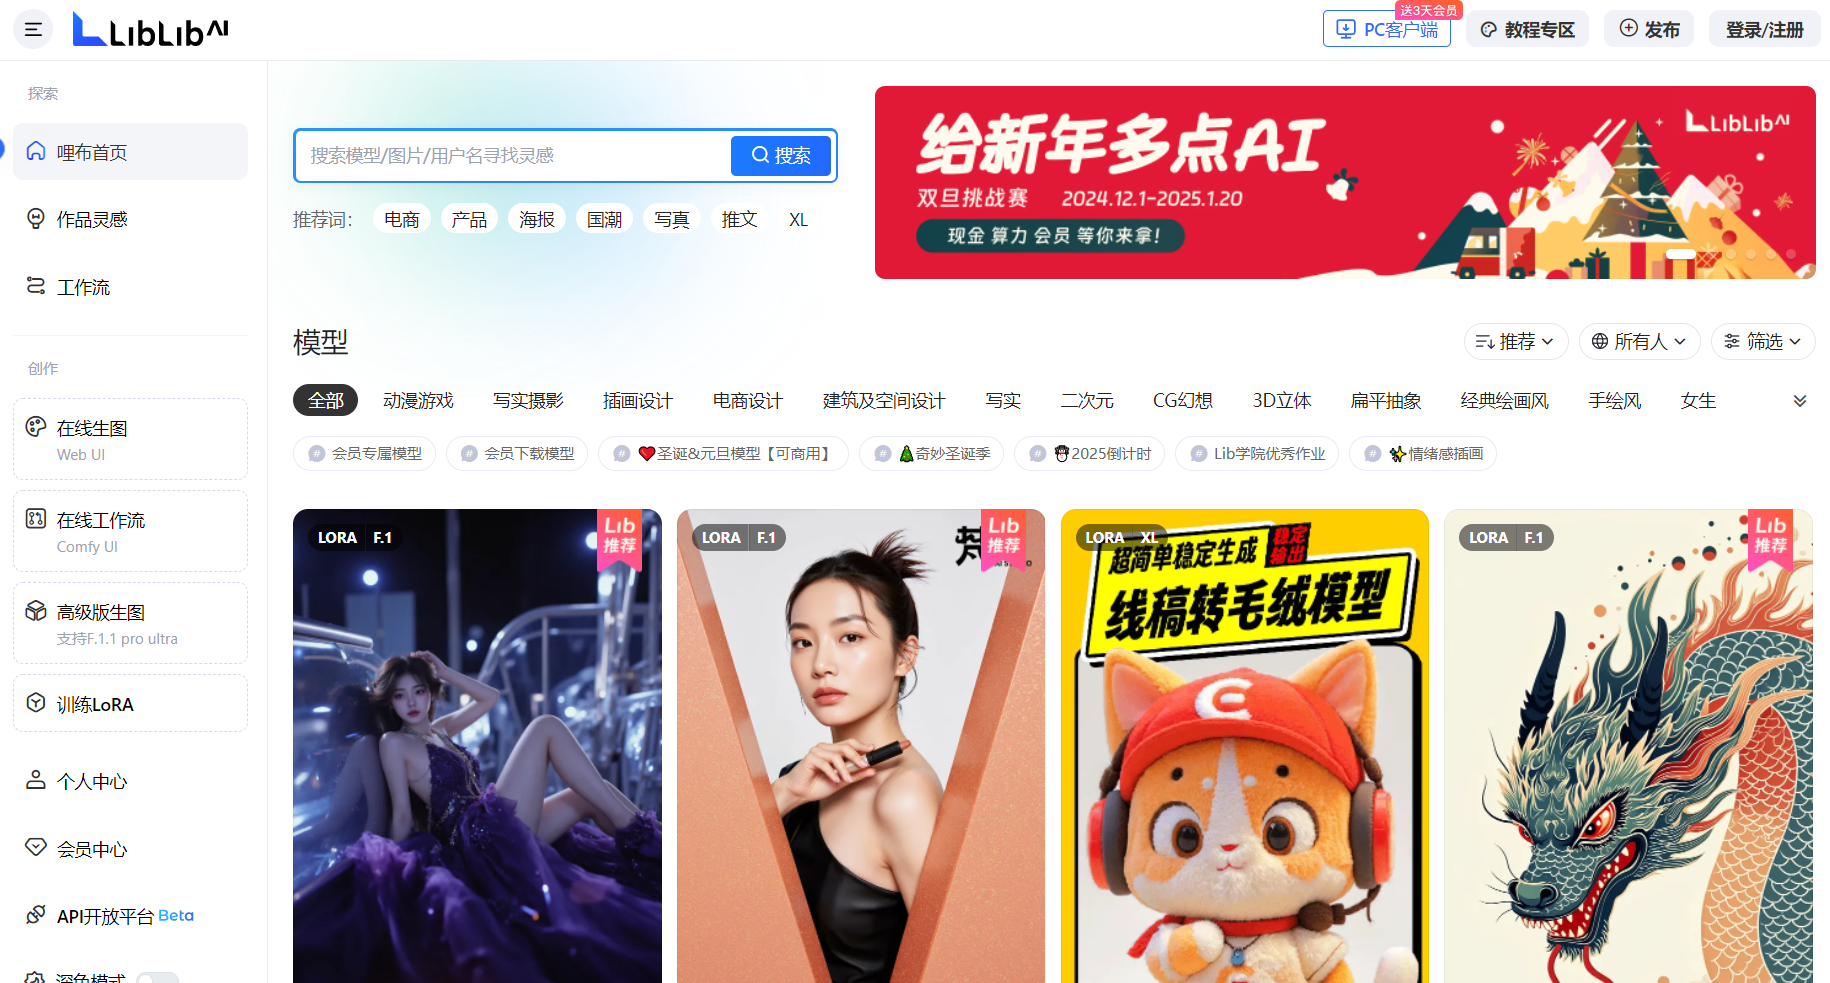 LibLib AI
送3天会员
PC客户端
教程专区
发布
登录/注册
探索
哩布首页
作品灵感
工作流
创作
在线生图
Web UI
在线工作流
Comfy UI
高级版生图
支持F.1.1 pro ultra
训练LoRA
个人中心
会员中心
API开放平台 Beta
深色模式
搜索模型/图片/用户名寻找灵感
搜索
推荐词：
电商
产品
海报
国潮
写真
推文
XL
给新年多点AI
LibLib AI
双旦挑战赛 2024.12.1-2025.1.20
现金 算力 会员 等你来拿！
模型
推荐
所有人
筛选
全部
动漫游戏
写实摄影
插画设计
电商设计
建筑及空间设计
写实
二次元
CG幻想
3D立体
扁平抽象
经典绘画风
手绘风
女生
# 会员专属模型
# 会员下载模型
# ❤️圣诞&元旦模型【可商用】
# 🎄奇妙圣诞季
# ⛄2025倒计时
# Lib学院优秀作业
# ✨情绪感插画
LORA F.1
Lib
推荐
LORA F.1
Lib
推荐
LORA XL
超简单稳定生成
稳定
输出
线稿转毛绒模型
LORA F.1
Lib
推荐